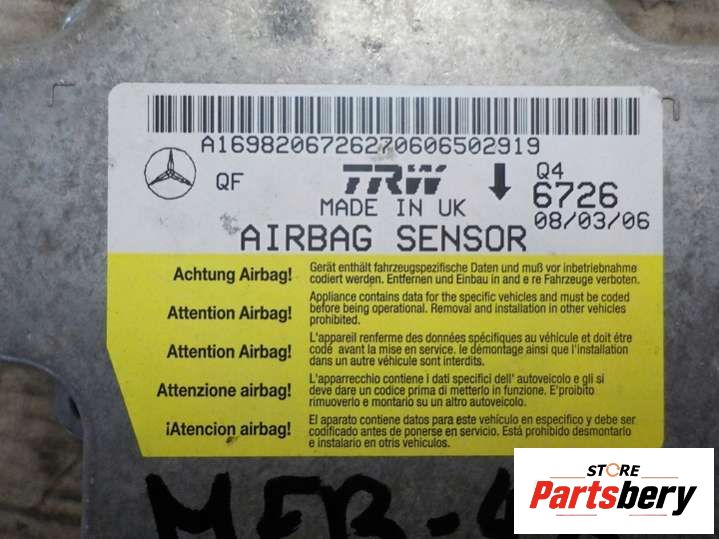 A1698206726270606502919
QF
TRW
Q4
6726
MADE IN UK
08/03/06
AIRBAG SENSOR
Achtung Airbag! Gerät enthält fahrzeugspezifische Daten und muß vor inbetriebnahme
codiert werden. Entfernen und Einbau in and e re Fahrzeuge verboten.
Attention Airbag! Appliance contains data for the specific vehicles and must be coded
before being operational. Removal and installation in other vehicles
prohibited.
Attention Airbag! L'appareil renferme des données spécifiques au véhicule et doit étre
codé avant la mise en service. le démontage ainsi que l'installation
dans un autre véhicule sont interdits.
Attenzione airbag! L'apparrecchio contiene i dati specifici dell' autoveicolo e gli si
deve dare un codice prima di metterlo in funzione. E'proibito
rimuoverlo e montario su un altro autoveicolo.
¡Atencion airbag! El aparato contiene datos para este vehículo en especifico y debe ser
codificado antes de ponerse en servicio. Está prohibido desmontarlo
e instalario en otris vehículos.
STORE
Partsbery